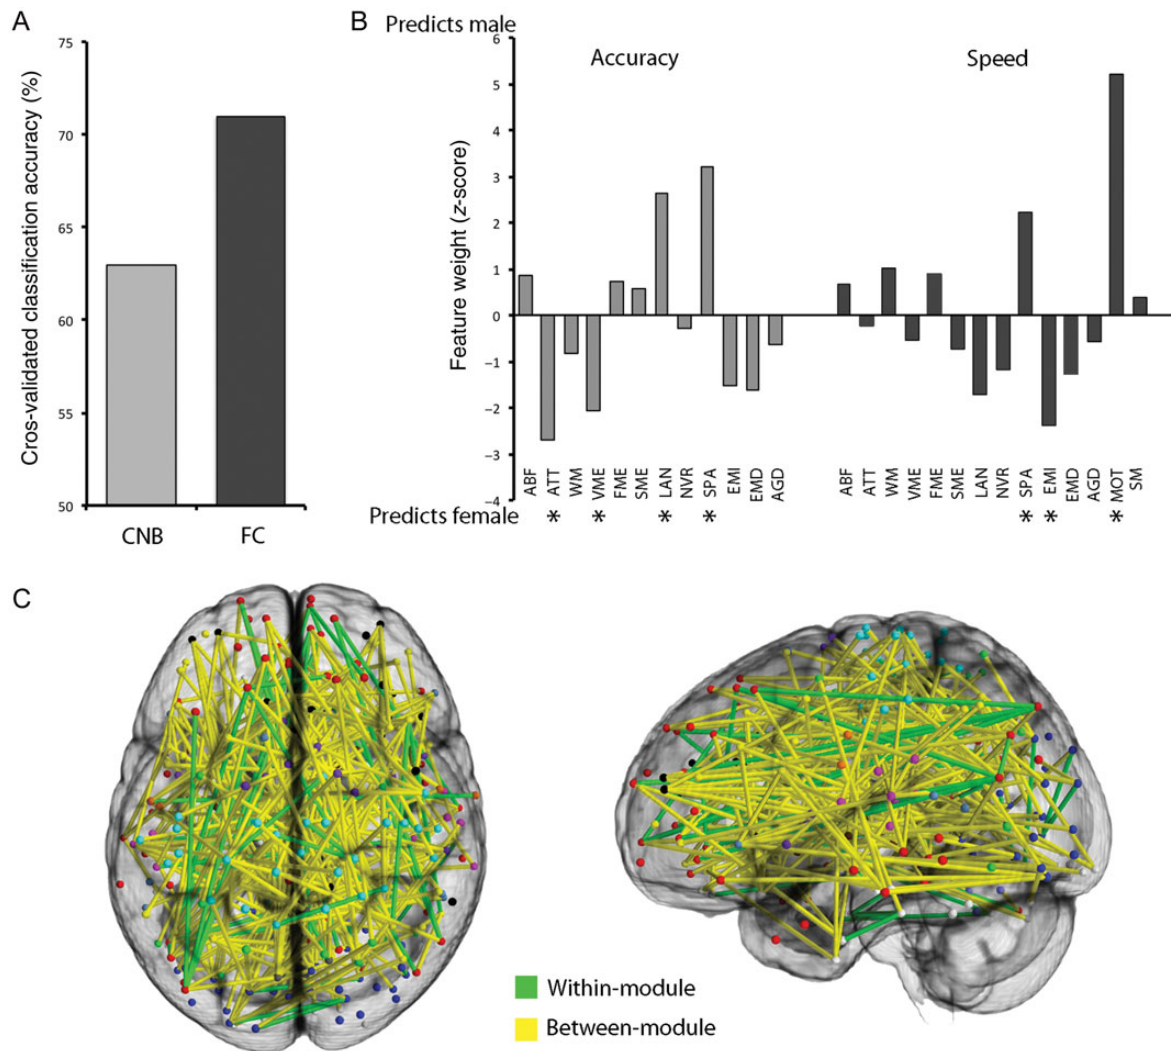 A
Cros-validated classification accuracy (%)
75
70
65
60
55
50
CNB
FC
B
Predicts male
Feature weight (z-score)
6
5
4
3
2
1
0
−1
−2
−3
−4
Accuracy
Speed
ABF
ATT
WM
VME
FME
SME
LAN
NVR
SPA
EMI
EMD
AGD
ABF
ATT
WM
VME
FME
SME
LAN
NVR
SPA
EMI
EMD
AGD
MOT
SM
Predicts female * * * * * * *
C
Within-module
Between-module